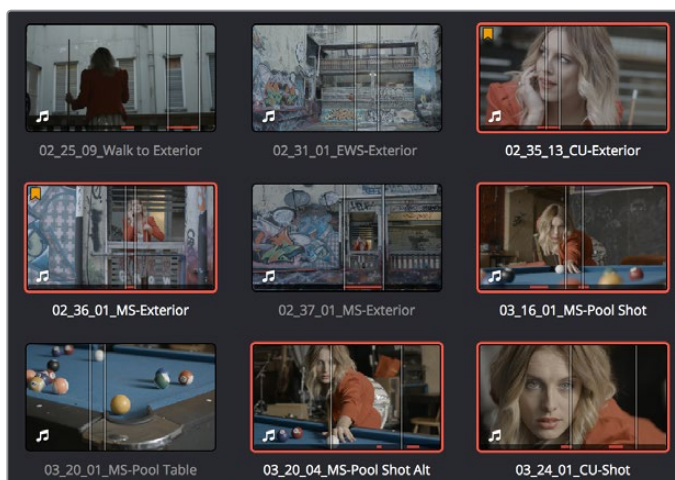 02_25_09_Walk to Exterior
02_31_01_EWS-Exterior
02_35_13_CU-Exterior
02_36_01_MS-Exterior
02_37_01_MS-Exterior
03_16_01_MS-Pool Shot
03_20_01_MS-Pool Table
03_20_04_MS-Pool Shot Alt
03_24_01_CU-Shot